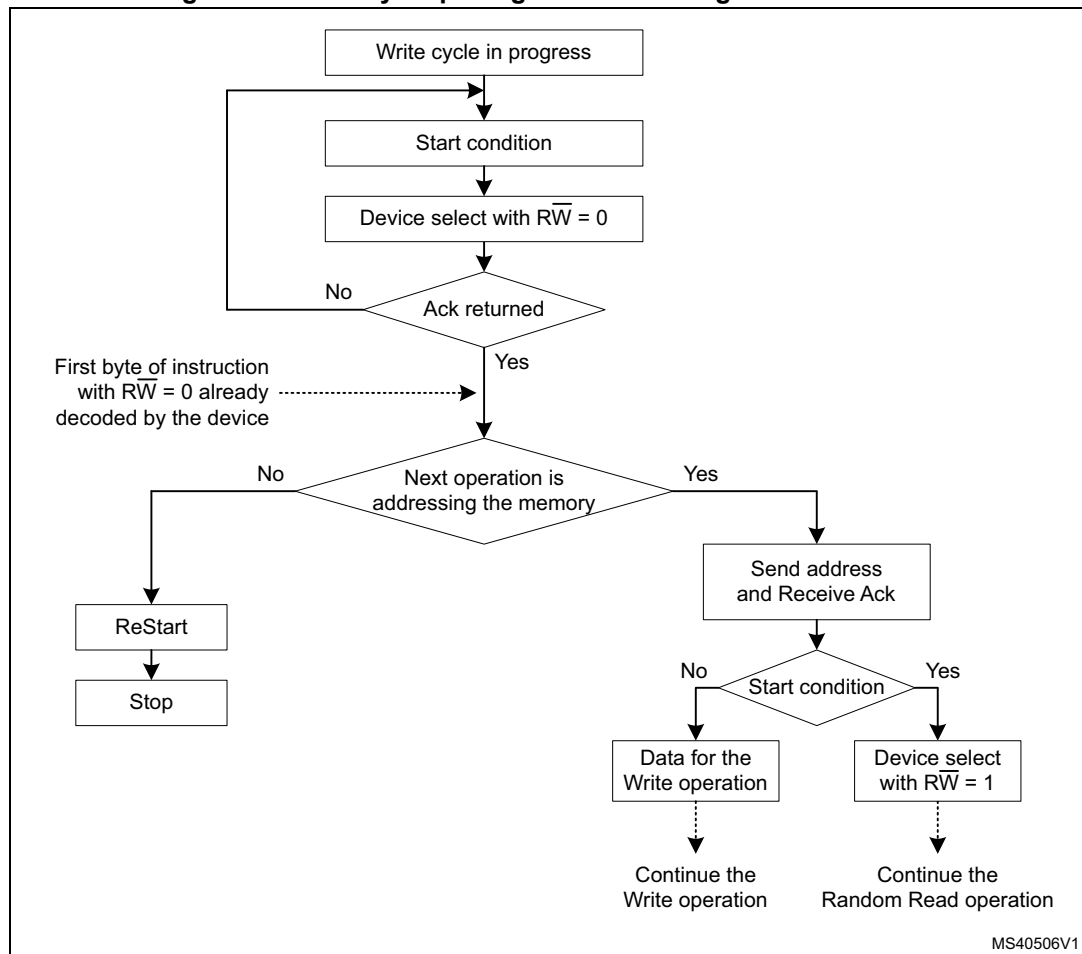 Write cycle in progress
Start condition
Device select with RW̅ = 0
No
Ack returned
Yes
First byte of instruction
with RW̅ = 0 already
decoded by the device
No
Next operation is
addressing the memory
Yes
Send address
and Receive Ack
ReStart
Stop
No
Start condition
Yes
Data for the
Write operation
Device select
with RW̅ = 1
Continue the
Write operation
Continue the
Random Read operation
MS40506V1